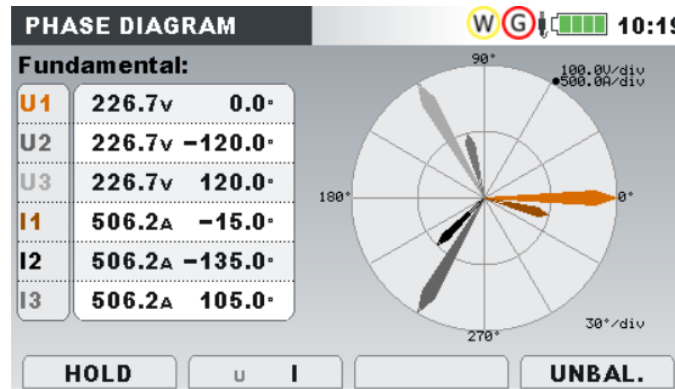 PHASE DIAGRAM
W G 10:19
Fundamental:
U1 226.7V 0.0°
U2 226.7V -120.0°
U3 226.7V 120.0°
I1 506.2A -15.0°
I2 506.2A -135.0°
I3 506.2A 105.0°
90°
100.0V/div
500.0A/div
180°
0°
270°
30°/div
HOLD
U I
UNBAL.